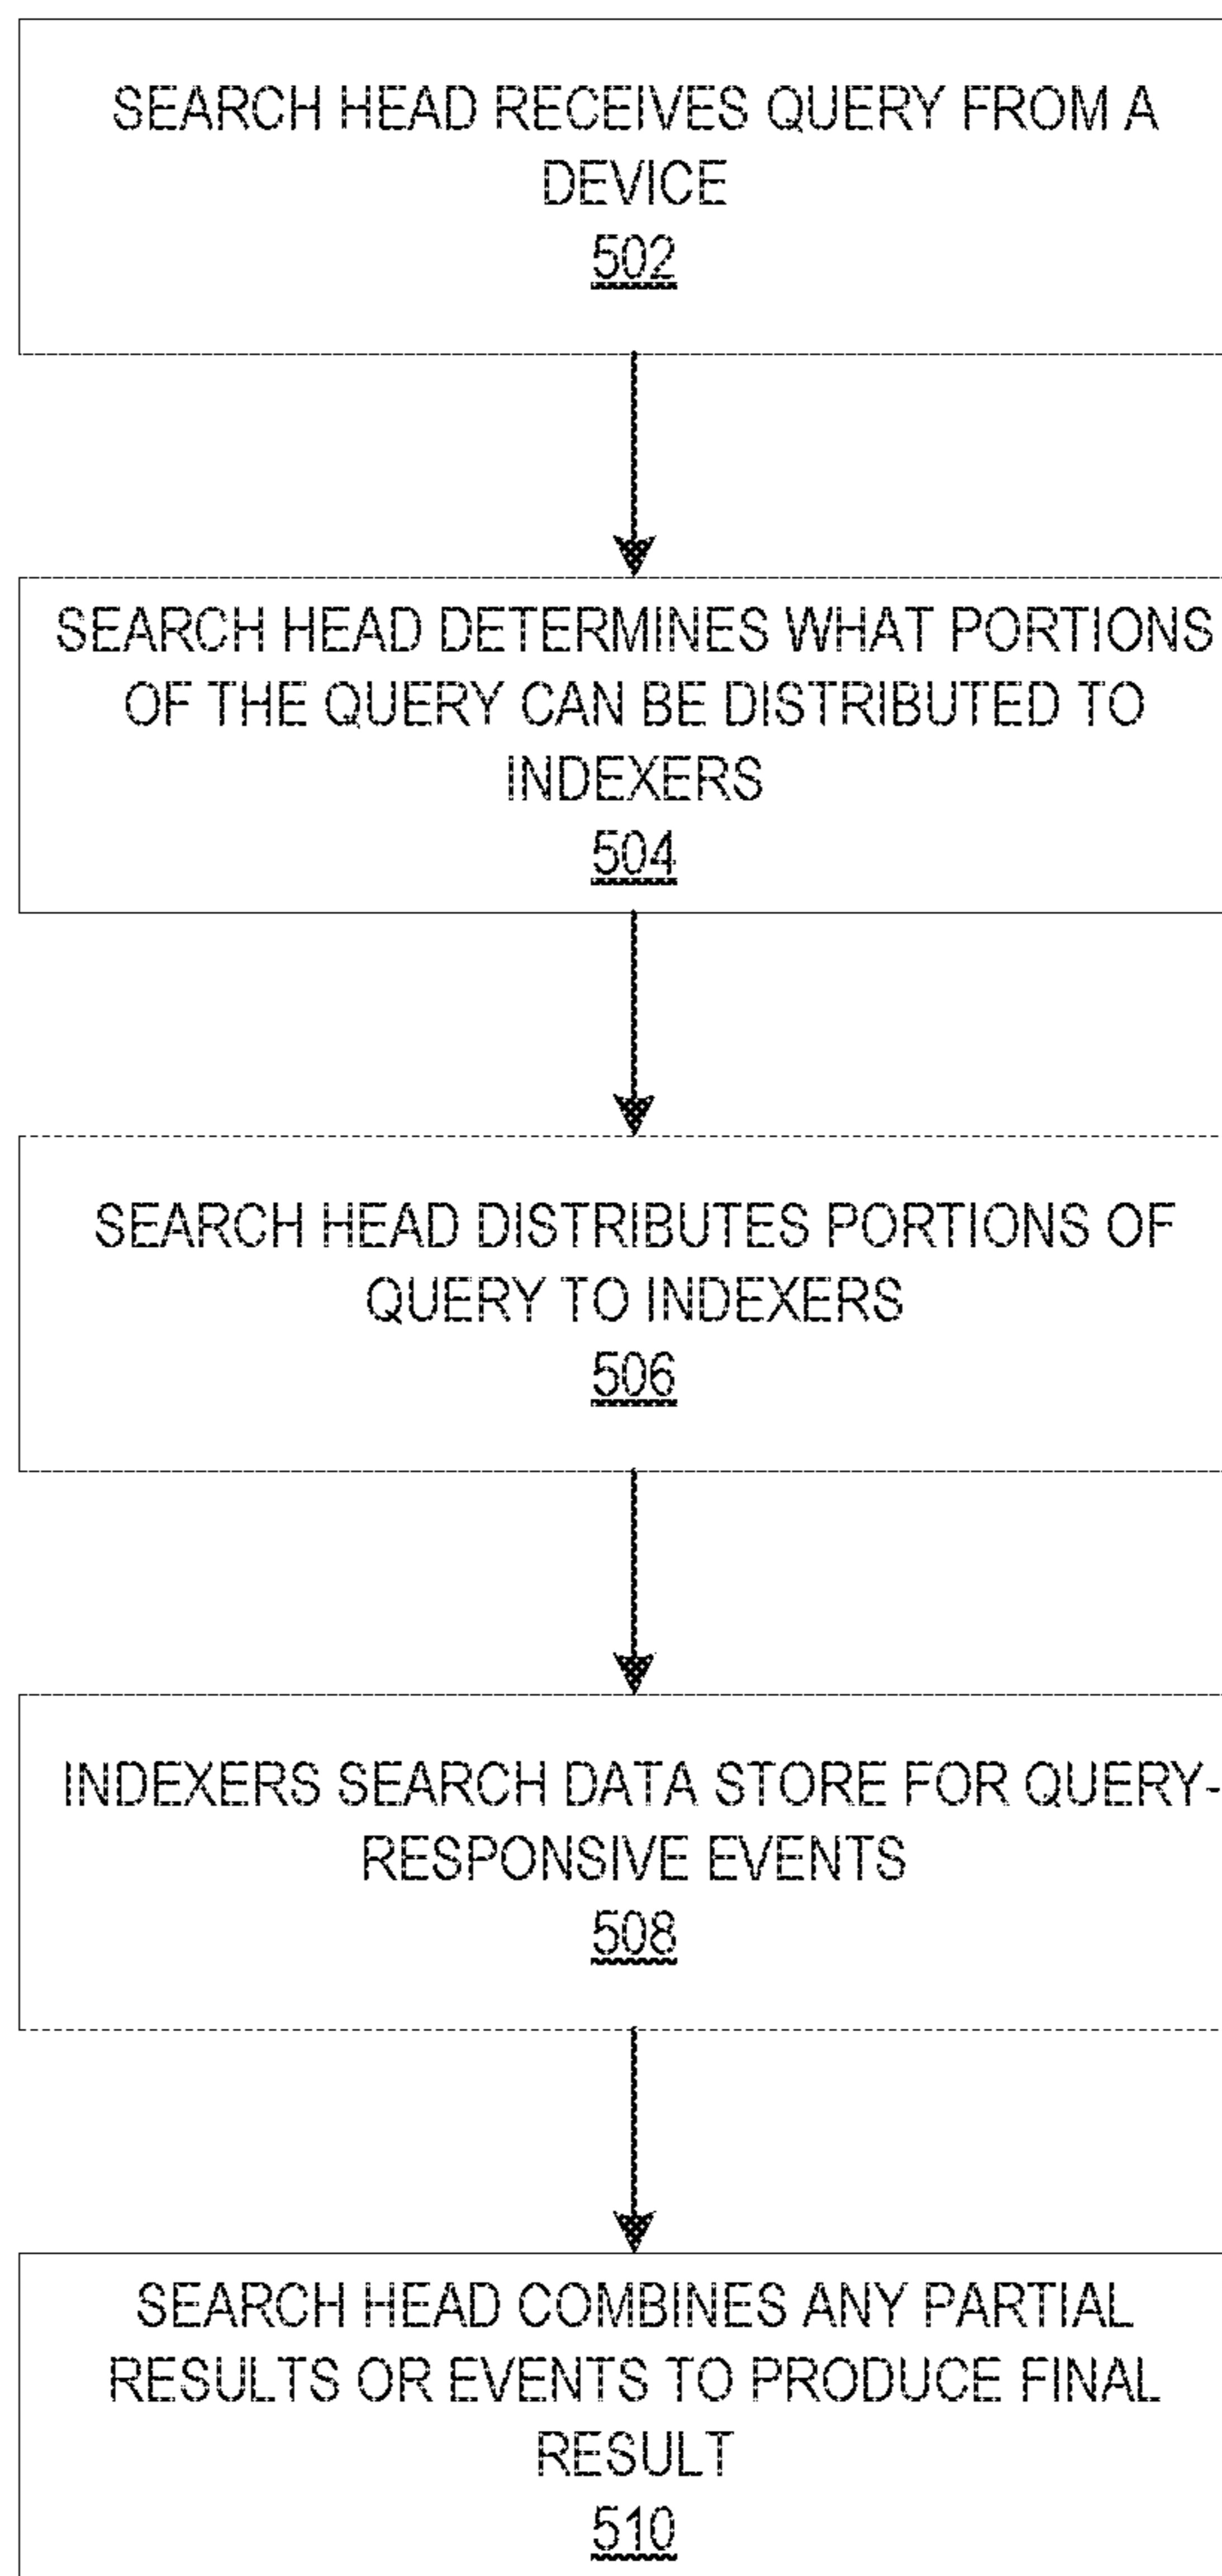 SEARCH HEAD RECEIVES QUERY FROM A
DEVICE
502
SEARCH HEAD DETERMINES WHAT PORTIONS
OF THE QUERY CAN BE DISTRIBUTED TO
INDEXERS
504
SEARCH HEAD DISTRIBUTES PORTIONS OF
QUERY TO INDEXERS
506
INDEXERS SEARCH DATA STORE FOR QUERY-
RESPONSIVE EVENTS
508
SEARCH HEAD COMBINES ANY PARTIAL
RESULTS OR EVENTS TO PRODUCE FINAL
RESULT
510